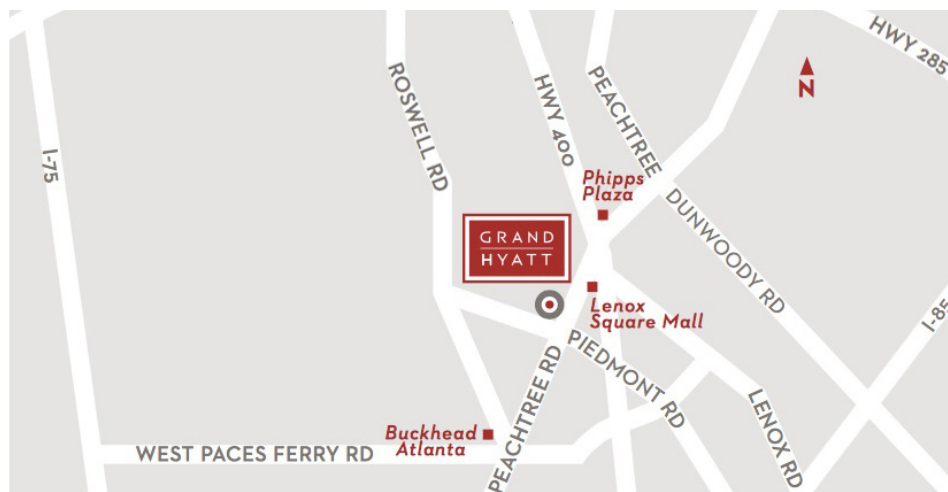 HWY 285
I-75
ROSWELL RD
HWY 400
PEACHTREE
DUNWOODY RD
N
Phipps
Plaza
GRAND
HYATT
Lenox
Square Mall
I-85
PIEDMONT RD
PEACHTREE RD
LENOX RD
Buckhead
Atlanta
WEST PACES FERRY RD